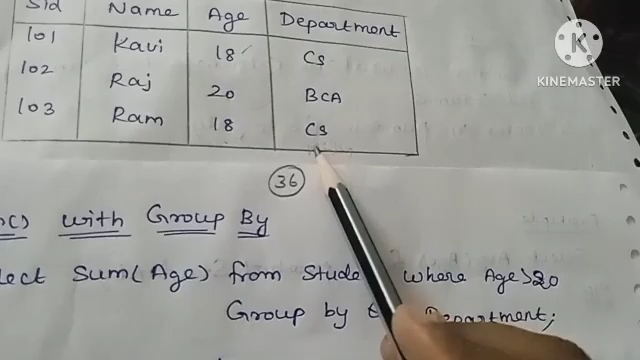 Sid Name Age Department
101 Kavi 18 Cs
102 Raj 20 BCA
103 Ram 18 Cs
36
with Group By
Sum(Age) from where Age>20
Group by Department;
K
KINEMASTER